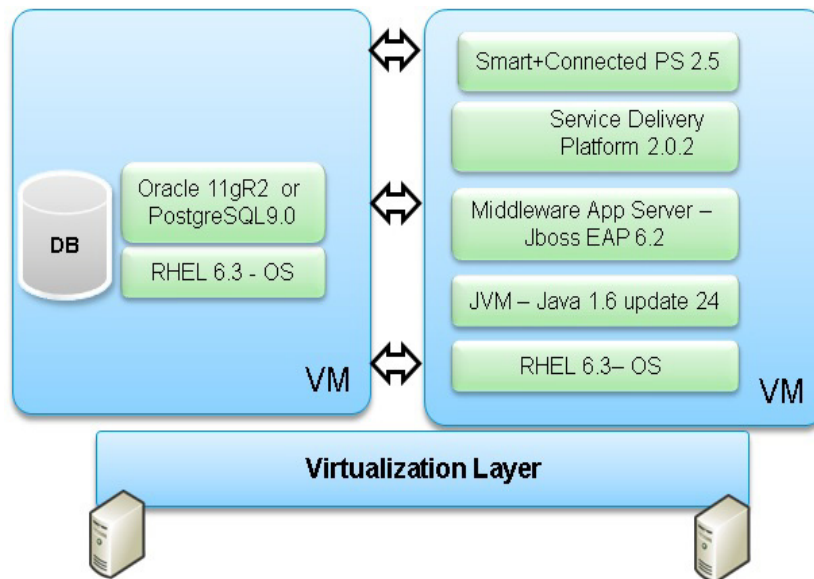 DB
Oracle 11gR2 or
PostgreSQL9.0
RHEL 6.3 - OS
VM
Smart+Connected PS 2.5
Service Delivery
Platform 2.0.2
Middleware App Server –
Jboss EAP 6.2
JVM – Java 1.6 update 24
RHEL 6.3– OS
VM
Virtualization Layer